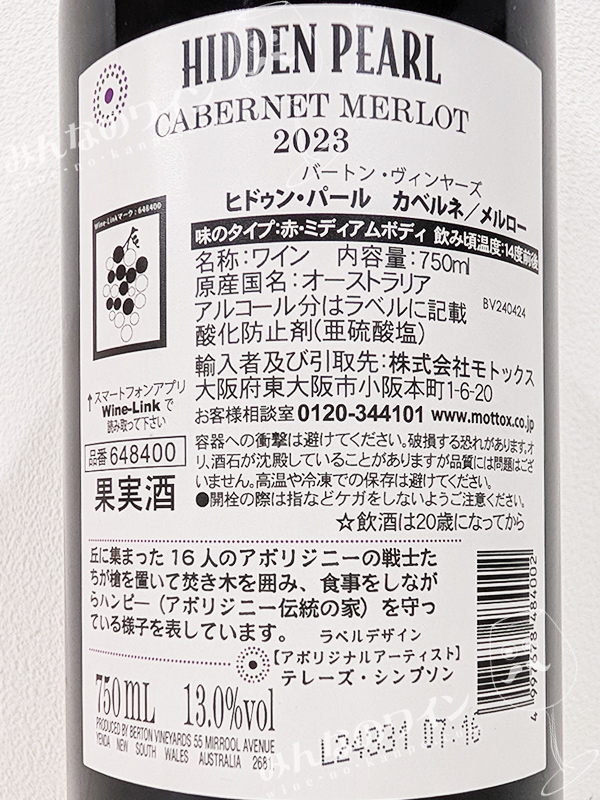 HIDDEN PEARL
CABERNET MERLOT
2023
バートン・ヴィンヤーズ
ヒドゥン・パール カベルネ/メルロー
味のタイプ:赤・ミディアムボディ 飲み頃温度:14度前後
Wine-Linkマーク:648400
名称:ワイン 内容量:750ml
原産国名:オーストラリア
アルコール分はラベルに記載
BV240424
酸化防止剤(亜硫酸塩)
輸入者及び引取先:株式会社モトックス
大阪府東大阪市小阪本町1-6-20
お客様相談室 0120-344101 www.mottox.co.jp
↑スマートフォンアプリ
Wine-Linkで
読み取って下さい
品番 648400
果実酒
容器への衝撃は避けてください。破損する恐れがあります。オ
リ、酒石が沈殿していることがありますが品質には問題はござ
いません。高温や冷凍での保存は避けてください。
●開栓の際は指などケガをしないようご注意ください。
☆飲酒は20歳になってから
丘に集まった16人のアボリジニーの戦士た
ちが槍を置いて焚き木を囲み、食事をしなが
らハンピー(アボリジニー伝統の家)を守っ
ている様子を表しています。 ラベルデザイン
【アボリジナルアーティスト】
テレーズ・シンプソン
750mL 13.0%vol
PRODUCED BY BERTON VINEYARDS 55 MIRROOL AVENUE
YENDA NEW SOUTH WALES AUSTRALIA 2681
L24331 07:16
みんなのワイン